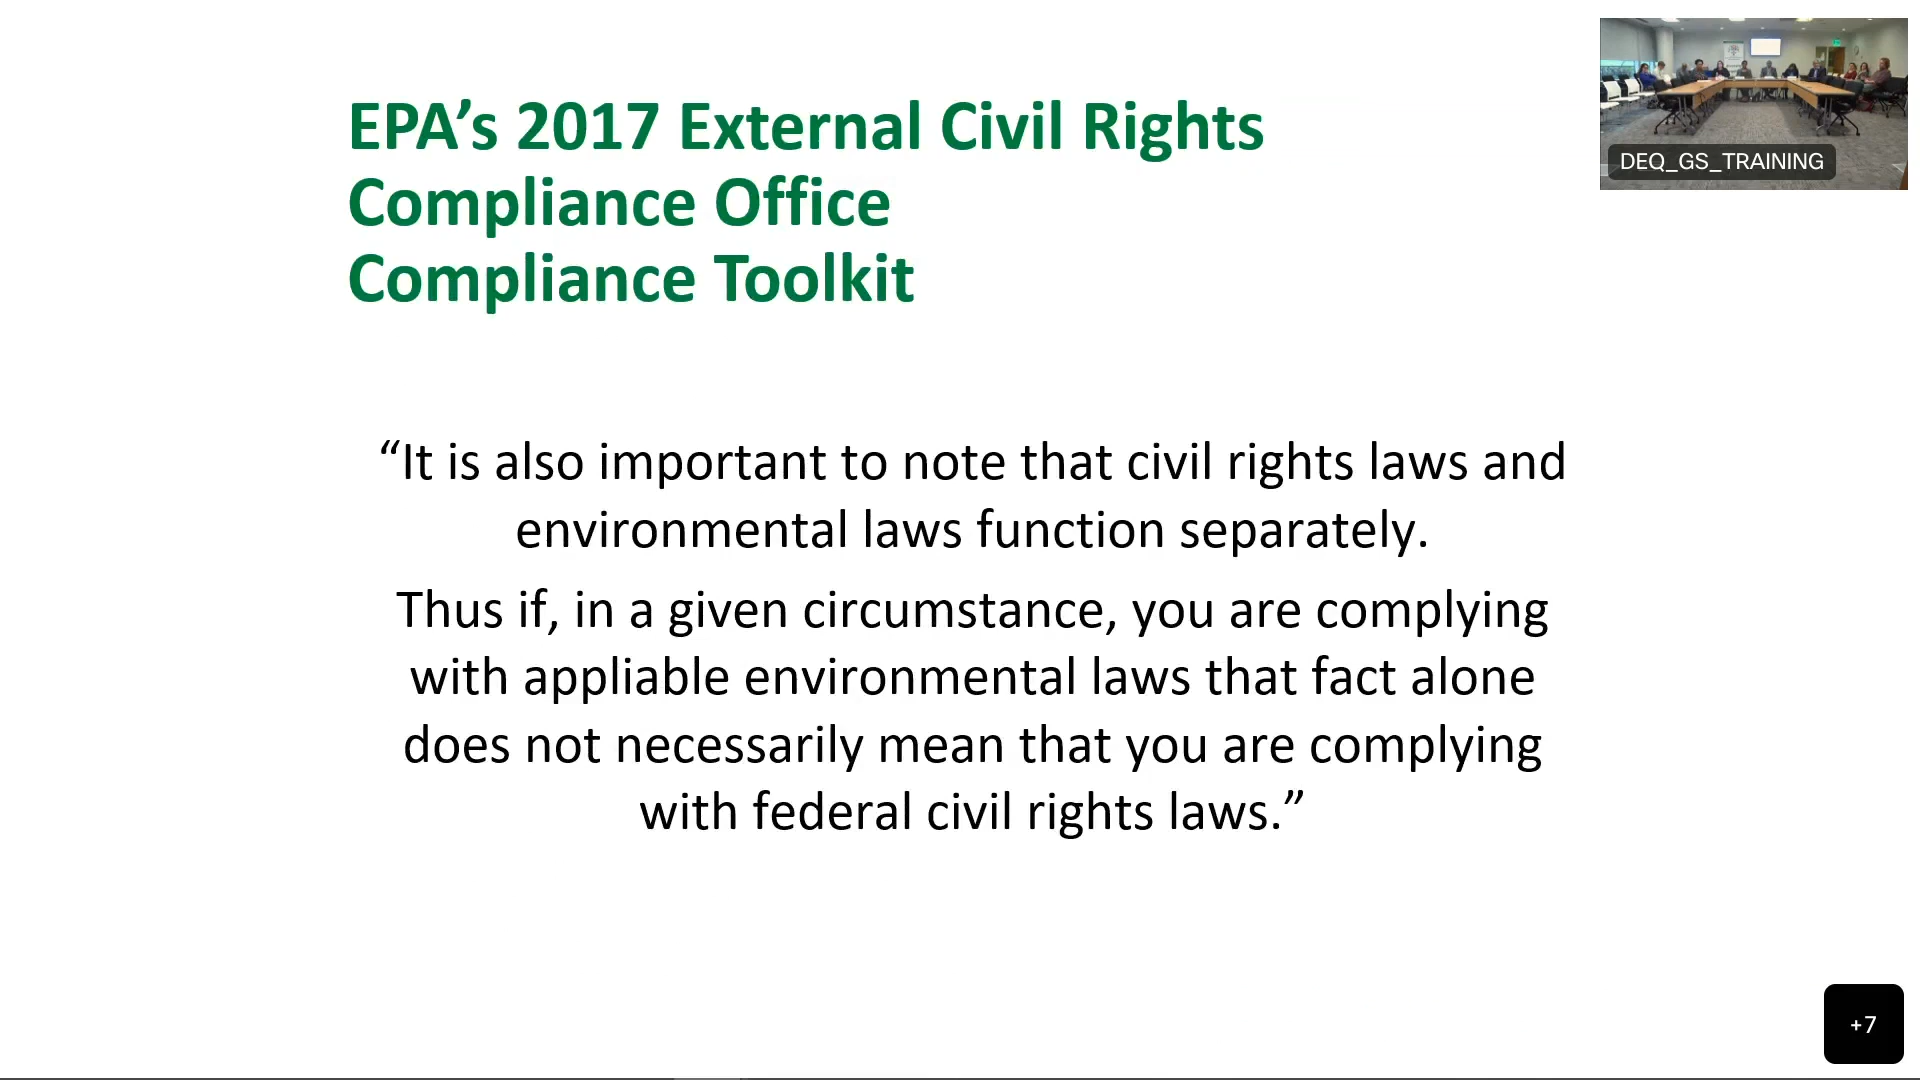 EPA’s 2017 External Civil Rights
Compliance Office
Compliance Toolkit
DEQ_GS_TRAINING
“It is also important to note that civil rights laws and
environmental laws function separately.
Thus if, in a given circumstance, you are complying
with appliable environmental laws that fact alone
does not necessarily mean that you are complying
with federal civil rights laws.”
+7